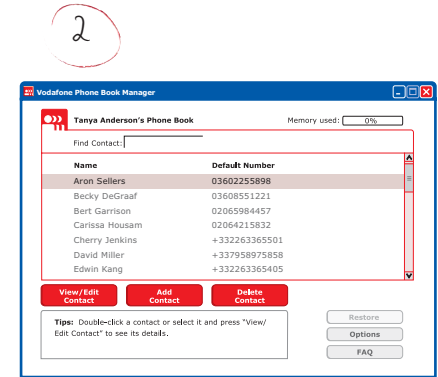 2
Vodafone Phone Book Manager
Tanya Anderson's Phone Book Memory used: 0%
Find Contact:
Name Default Number
Aron Sellers 03602255898
Becky DeGraaf 03608551221
Bert Garrison 02065984457
Carissa Housam 02064215832
Cherry Jenkins +332263365501
David Miller +337958975858
Edwin Kang +332263365405
View/Edit Contact Add Contact Delete Contact
Tips: Double-click a contact or select it and press "View/
Edit Contact" to see its details.
Restore
Options
FAQ